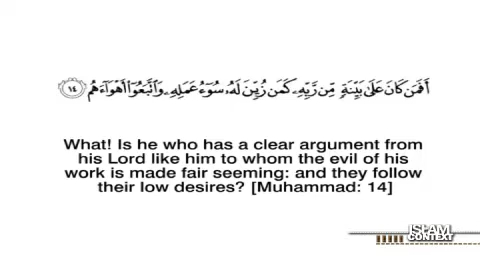 أَفَمَن كَانَ عَلَىٰ بَيِّنَةٍ مِّن رَّبِّهِۦ كَمَن زُيِّنَ لَهُۥ سُوٓءُ عَمَلِهِۦ وَٱتَّبَعُوٓا۟ أَهْوَآءَهُم ١٤
What! Is he who has a clear argument from
his Lord like him to whom the evil of his
work is made fair seeming: and they follow
their low desires? [Muhammad: 14]
ISLAM
CONTEXT